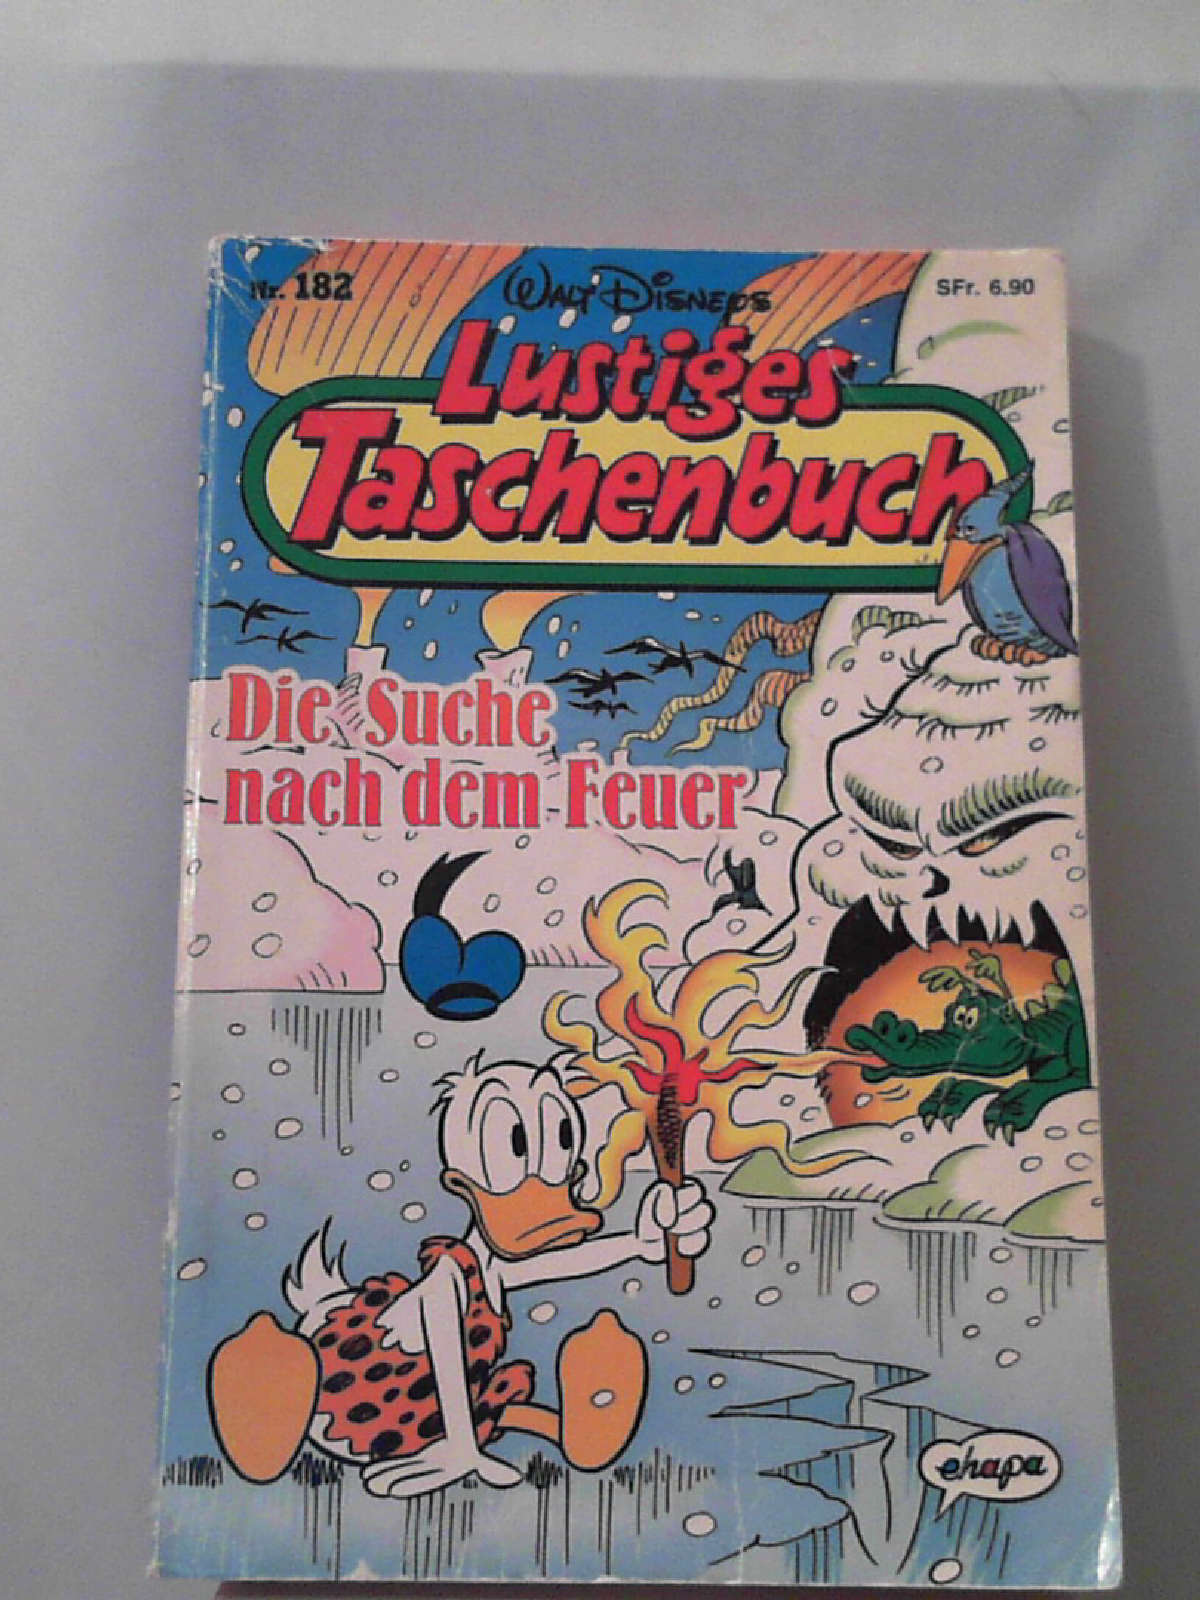 Nr. 182
WALT DISNEYS
SFr. 6.90
Lustiges
Taschenbuch
Die Suche
nach dem Feuer
ehapa